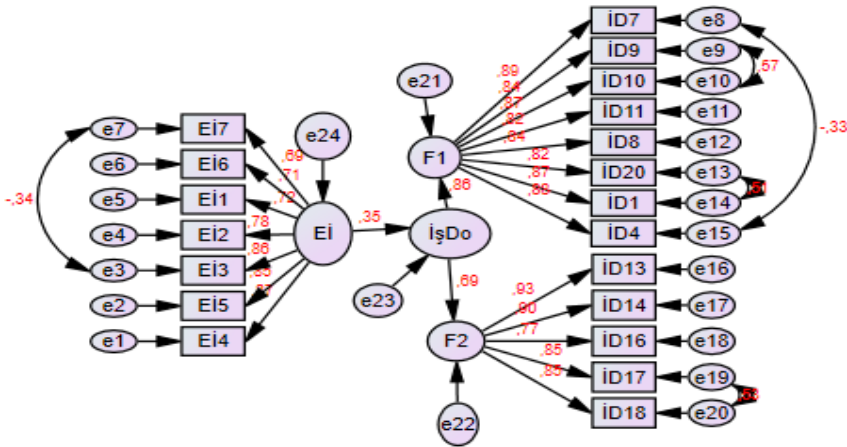 e7 Eİ7
e6 Eİ6
e5 Eİ1
e4 Eİ2
e3 Eİ3
e2 Eİ5
e1 Eİ4
-,34
,69
,71
,72
,78
,86
e24
Eİ
,35
İşDo
e23
,86
,69
e21
F1
,89
,84
,87
,82
,84
,82
,87
İD7 e8
İD9 e9
İD10 e10
İD11 e11
İD8 e12
İD20 e13
İD1 e14
İD4 e15
,57
-,33
F2
e22
,93
,90
,77
,85
,85
İD13 e16
İD14 e17
İD16 e18
İD17 e19
İD18 e20